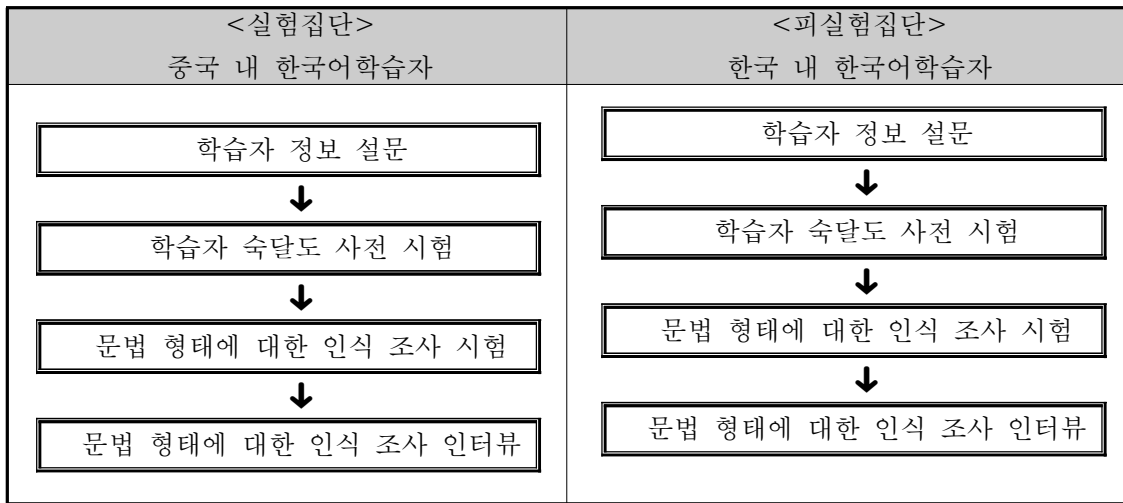 <실험집단>
중국 내 한국어학습자
학습자 정보 설문
학습자 숙달도 사전 시험
문법 형태에 대한 인식 조사 시험
문법 형태에 대한 인식 조사 인터뷰
<피실험집단>
한국 내 한국어학습자
학습자 정보 설문
학습자 숙달도 사전 시험
문법 형태에 대한 인식 조사 시험
문법 형태에 대한 인식 조사 인터뷰